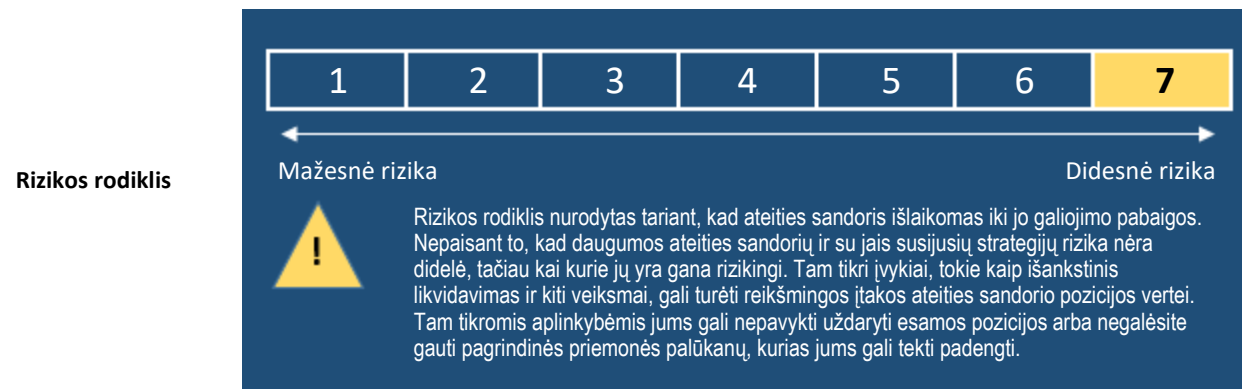 1 2 3 4 5 6 7
Mažesnė rizika Didesnė rizika
Rizikos rodiklis
!
Rizikos rodiklis nurodytas tariant, kad ateities sandoris išlaikomas iki jo galiojimo pabaigos.
Nepaisant to, kad daugumos ateities sandorių ir su jais susijusių strategijų rizika nėra
didelė, tačiau kai kurie jų yra gana rizikingi. Tam tikri įvykiai, tokie kaip išankstinis
likvidavimas ir kiti veiksmai, gali turėti reikšmingos įtakos ateities sandorio pozicijos vertei.
Tam tikromis aplinkybėmis jums gali nepavykti uždaryti esamos pozicijos arba negalėsite
gauti pagrindinės priemonės palūkanų, kurias jums gali tekti padengti.